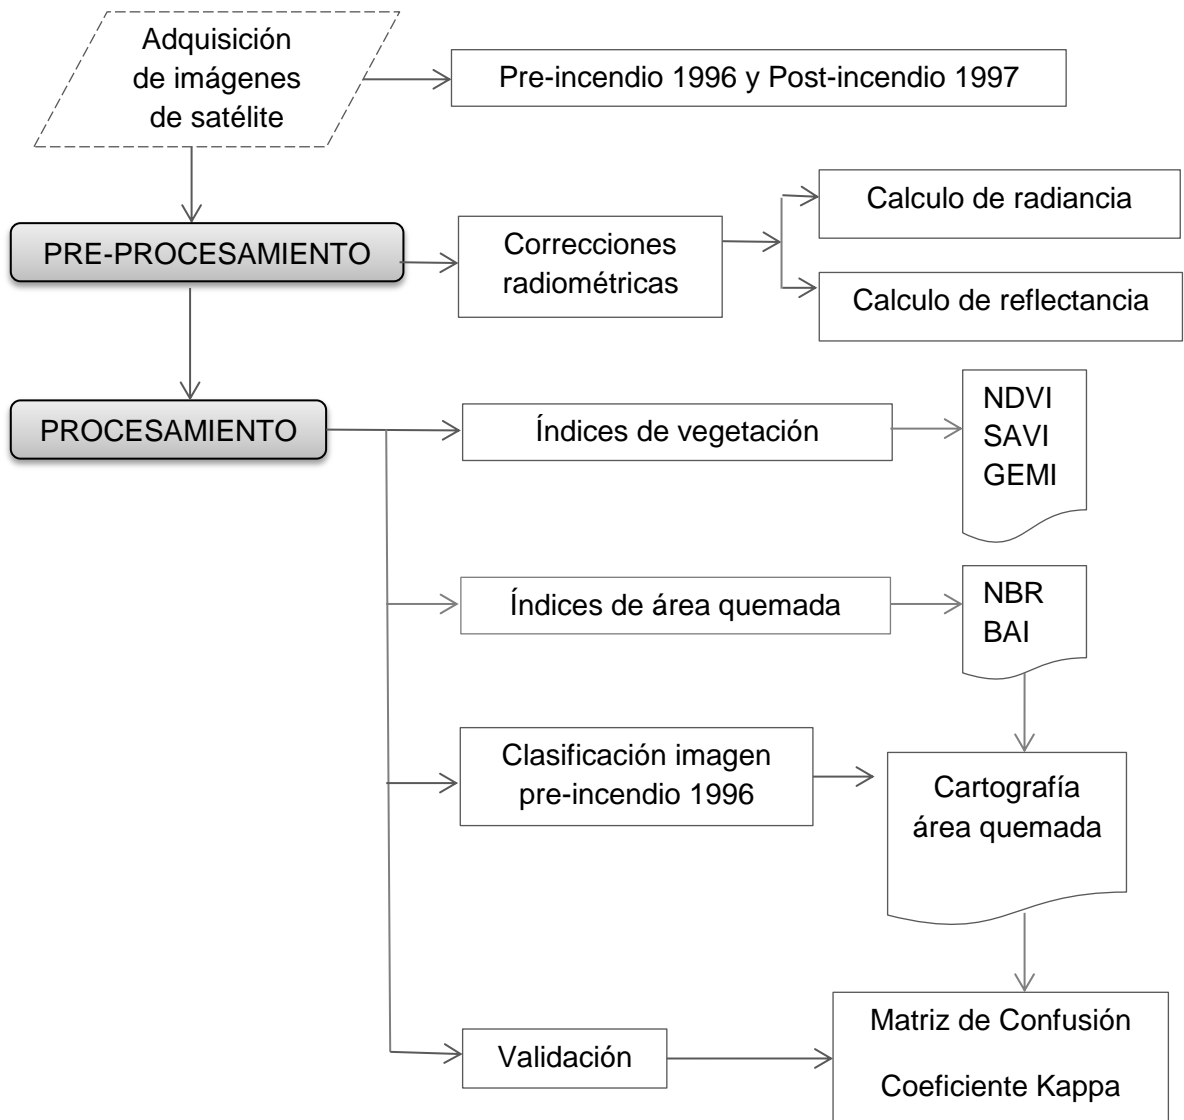 Adquisición
de imágenes
de satélite
Pre-incendio 1996 y Post-incendio 1997
PRE-PROCESAMIENTO
Correcciones
radiométricas
Calculo de radiancia
Calculo de reflectancia
PROCESAMIENTO
Índices de vegetación
NDVI
SAVI
GEMI
Índices de área quemada
NBR
BAI
Clasificación imagen
pre-incendio 1996
Cartografía
área quemada
Validación
Matriz de Confusión
Coeficiente Kappa